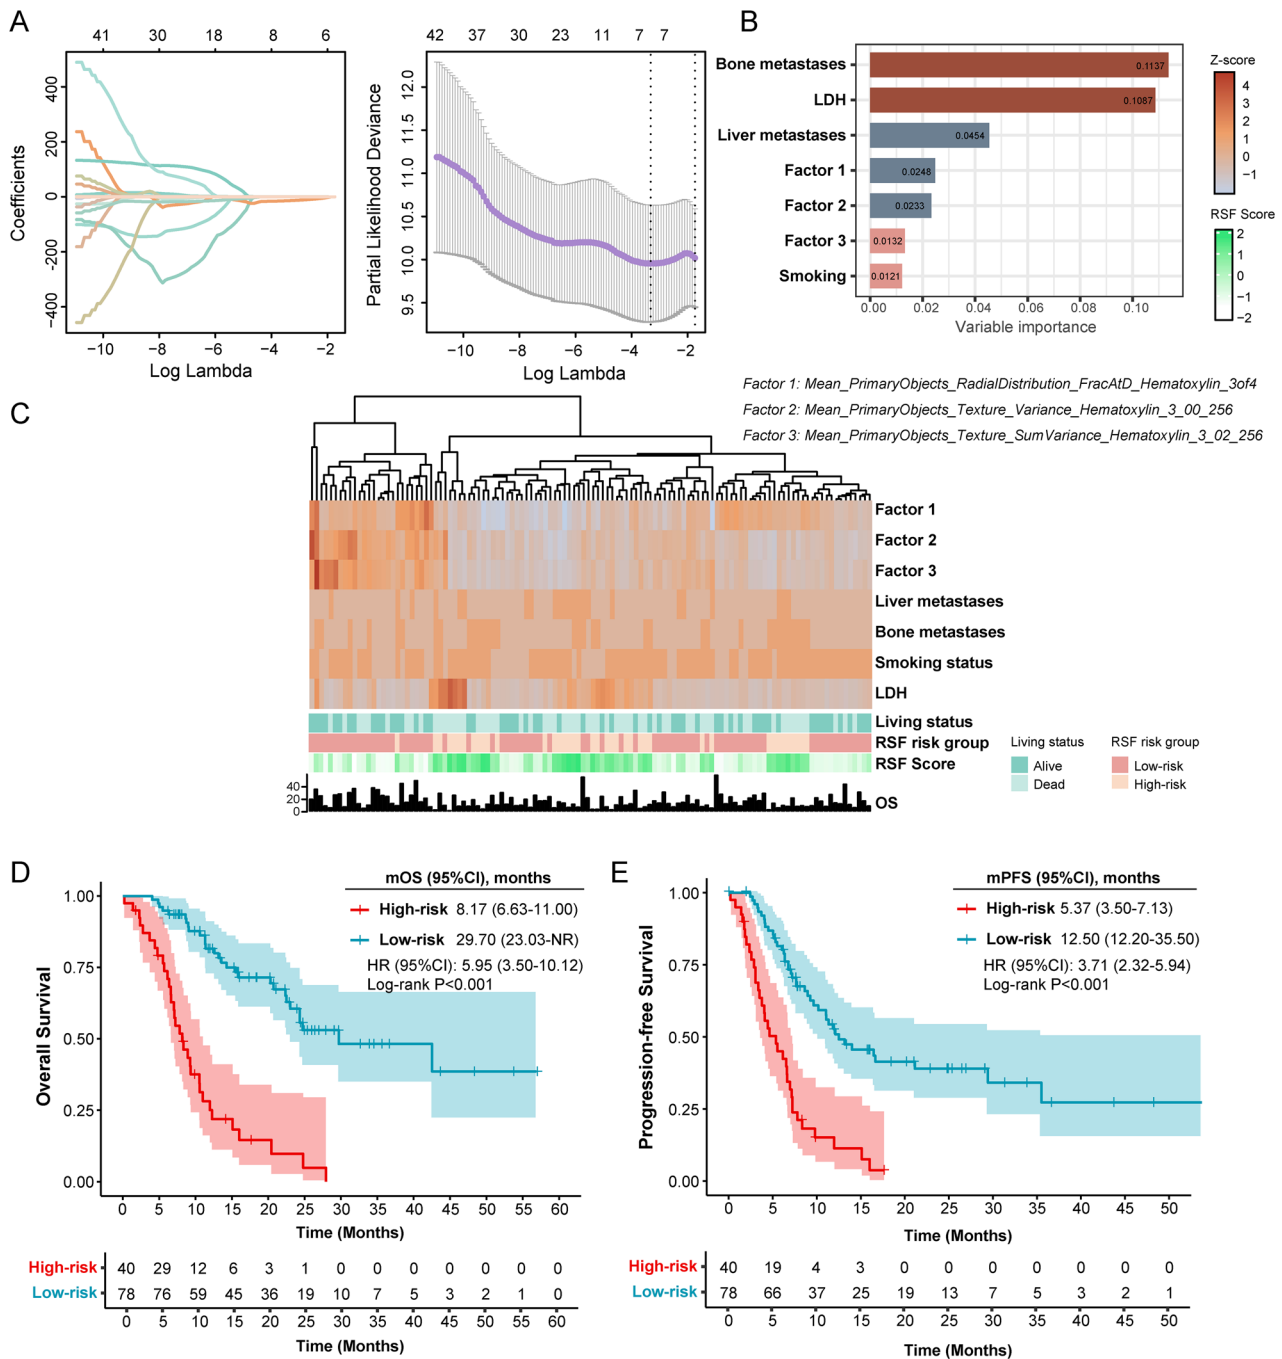 A
41 30 18 8 6
400
200
0
−200
−400
Coefficients
−10 −8 −6 −4 −2
Log Lambda
42 37 30 23 11 7 7
12.0
11.5
11.0
10.5
10.0
9.5
Partial Likelihood Deviance
−10 −8 −6 −4 −2
Log Lambda
B
Bone metastases 0.1137
LDH 0.1087
Liver metastases 0.0454
Factor 1 0.0248
Factor 2 0.0233
Factor 3 0.0132
Smoking 0.0121
0.00 0.02 0.04 0.06 0.08 0.10
Variable importance
Z-score
4
3
2
1
0
−1
RSF Score
2
1
0
−1
−2
Factor 1: Mean_PrimaryObjects_RadialDistribution_FracAtD_Hematoxylin_3of4
Factor 2: Mean_PrimaryObjects_Texture_Variance_Hematoxylin_3_00_256
Factor 3: Mean_PrimaryObjects_Texture_SumVariance_Hematoxylin_3_02_256
C
Factor 1
Factor 2
Factor 3
Liver metastases
Bone metastases
Smoking status
LDH
Living status
RSF risk group
RSF Score
40
20
0
OS
Living status
Alive
Dead
RSF risk group
Low-risk
High-risk
D
mOS (95%CI), months
High-risk 8.17 (6.63-11.00)
Low-risk 29.70 (23.03-NR)
HR (95%CI): 5.95 (3.50-10.12)
Log-rank P<0.001
1.00
0.75
0.50
0.25
0.00
Overall Survival
0 5 10 15 20 25 30 35 40 45 50 55 60
Time (Months)
High-risk 40 29 12 6 3 1 0 0 0 0 0 0 0
Low-risk 78 76 59 45 36 19 10 7 5 3 2 1 0
0 5 10 15 20 25 30 35 40 45 50 55 60
Time (Months)
E
mPFS (95%CI), months
High-risk 5.37 (3.50-7.13)
Low-risk 12.50 (12.20-35.50)
HR (95%CI): 3.71 (2.32-5.94)
Log-rank P<0.001
1.00
0.75
0.50
0.25
0.00
Progression-free Survival
0 5 10 15 20 25 30 35 40 45 50
Time (Months)
High-risk 40 19 4 3 0 0 0 0 0 0 0
Low-risk 78 66 37 25 19 13 7 5 3 2 1
0 5 10 15 20 25 30 35 40 45 50
Time (Months)